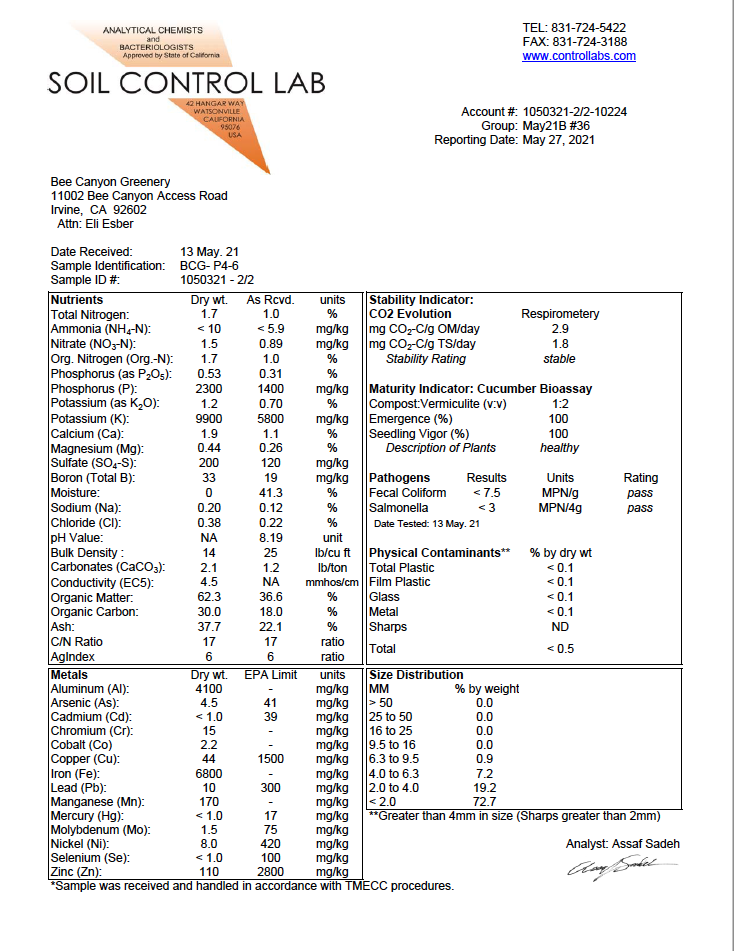 ANALYTICAL CHEMISTS
and
BACTERIOLOGISTS
Approved by State of California
SOIL CONTROL LAB
42 HANGAR WAY
WATSONVILLE
CALIFORNIA
95076
USA
TEL: 831-724-5422
FAX: 831-724-3188
www.controllabs.com
Account #: 1050321-2/2-10224
Group: May21B #36
Reporting Date: May 27, 2021
Bee Canyon Greenery
11002 Bee Canyon Access Road
Irvine, CA 92602
Attn: Eli Esber
Date Received: 13 May. 21
Sample Identification: BCG- P4-6
Sample ID #: 1050321 - 2/2
Nutrients Dry wt. As Rcvd. units
Total Nitrogen: 1.7 1.0 %
Ammonia (NH₄-N): < 10 < 5.9 mg/kg
Nitrate (NO₃-N): 1.5 0.89 mg/kg
Org. Nitrogen (Org.-N): 1.7 1.0 %
Phosphorus (as P₂O₅): 0.53 0.31 %
Phosphorus (P): 2300 1400 mg/kg
Potassium (as K₂O): 1.2 0.70 %
Potassium (K): 9900 5800 mg/kg
Calcium (Ca): 1.9 1.1 %
Magnesium (Mg): 0.44 0.26 %
Sulfate (SO₄-S): 200 120 mg/kg
Boron (Total B): 33 19 mg/kg
Moisture: 0 41.3 %
Sodium (Na): 0.20 0.12 %
Chloride (Cl): 0.38 0.22 %
pH Value: NA 8.19 unit
Bulk Density : 14 25 lb/cu ft
Carbonates (CaCO₃): 2.1 1.2 lb/ton
Conductivity (EC5): 4.5 NA mmhos/cm
Organic Matter: 62.3 36.6 %
Organic Carbon: 30.0 18.0 %
Ash: 37.7 22.1 %
C/N Ratio 17 17 ratio
AgIndex 6 6 ratio
Stability Indicator:
CO2 Evolution Respirometery
mg CO₂-C/g OM/day 2.9
mg CO₂-C/g TS/day 1.8
Stability Rating stable
Maturity Indicator: Cucumber Bioassay
Compost:Vermiculite (v:v) 1:2
Emergence (%) 100
Seedling Vigor (%) 100
Description of Plants healthy
Pathogens Results Units Rating
Fecal Coliform < 7.5 MPN/g pass
Salmonella < 3 MPN/4g pass
Date Tested: 13 May. 21
Physical Contaminants** % by dry wt
Total Plastic < 0.1
Film Plastic < 0.1
Glass < 0.1
Metal < 0.1
Sharps ND
Total < 0.5
Metals Dry wt. EPA Limit units
Aluminum (Al): 4100 - mg/kg
Arsenic (As): 4.5 41 mg/kg
Cadmium (Cd): < 1.0 39 mg/kg
Chromium (Cr): 15 - mg/kg
Cobalt (Co) 2.2 - mg/kg
Copper (Cu): 44 1500 mg/kg
Iron (Fe): 6800 - mg/kg
Lead (Pb): 10 300 mg/kg
Manganese (Mn): 170 - mg/kg
Mercury (Hg): < 1.0 17 mg/kg
Molybdenum (Mo): 1.5 75 mg/kg
Nickel (Ni): 8.0 420 mg/kg
Selenium (Se): < 1.0 100 mg/kg
Zinc (Zn): 110 2800 mg/kg
Size Distribution
MM % by weight
> 50 0.0
25 to 50 0.0
16 to 25 0.0
9.5 to 16 0.0
6.3 to 9.5 0.9
4.0 to 6.3 7.2
2.0 to 4.0 19.2
< 2.0 72.7
**Greater than 4mm in size (Sharps greater than 2mm)
Analyst: Assaf Sadeh
*Sample was received and handled in accordance with TMECC procedures.